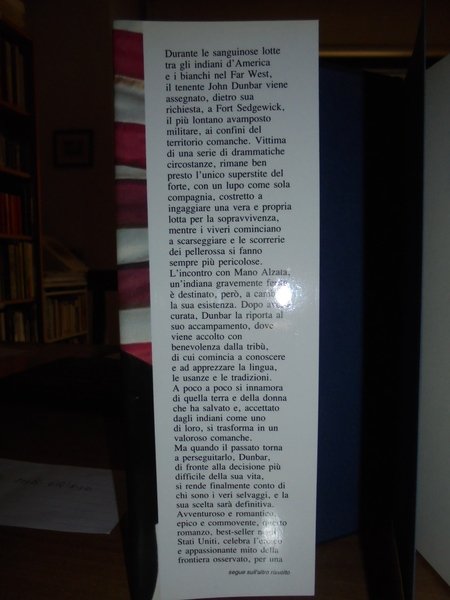 Durante le sanguinose lotte
tra gli indiani d'America
e i bianchi nel Far West,
il tenente John Dunbar viene
assegnato, dietro sua
richiesta, a Fort Sedgewick,
il più lontano avamposto
militare, ai confini del
territorio comanche. Vittima
di una serie di drammatiche
circostanze, rimane ben
presto l'unico superstite del
forte, con un lupo come sola
compagnia, costretto a
ingaggiare una vera e propria
lotta per la sopravvivenza,
mentre i viveri cominciano
a scarseggiare e le scorrerie
dei pellerossa si fanno
sempre più pericolose.
L'incontro con Mano Alzata,
un'indiana gravemente
è destinato, però, a
la sua esistenza. Dopo
curata, Dunbar la riporta al
suo accampamento, dove
viene accolto con
benevolenza dalla tribù,
di cui comincia a conoscere
e ad apprezzare la lingua,
le usanze e le tradizioni.
A poco a poco si innamora
di quella terra e della donna
che ha salvato e, accettato
dagli indiani come uno
di loro, si trasforma in un
valoroso comanche.
Ma quando il passato torna
a perseguitarlo, Dunbar,
di fronte alla decisione più
difficile della sua vita,
si rende finalmente conto di
chi sono i veri selvaggi, e la
sua scelta sarà definitiva.
Avventuroso e romantico,
epico e commovente, questo
romanzo, best-seller negli
Stati Uniti, celebra l'eroico
e appassionante mito della
frontiera osservato, per una
segue sull'altro risvolto